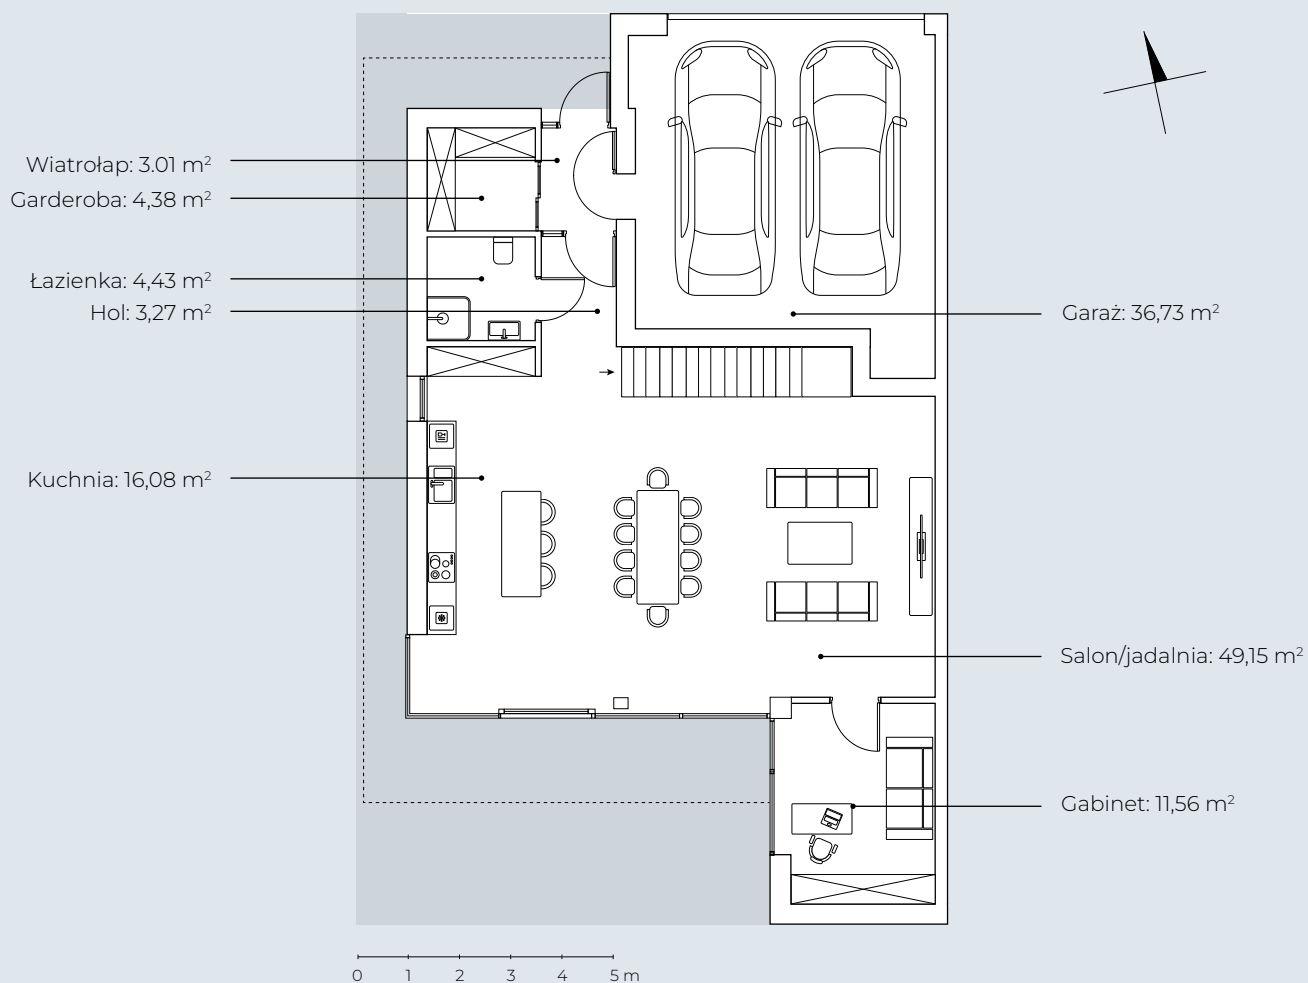 Wiatrołap: 3.01 m²
Garderoba: 4,38 m²
Łazienka: 4,43 m²
Hol: 3,27 m²
Garaż: 36,73 m²
Kuchnia: 16,08 m²
Salon/jadalnia: 49,15 m²
Gabinet: 11,56 m²
0 1 2 3 4 5 m